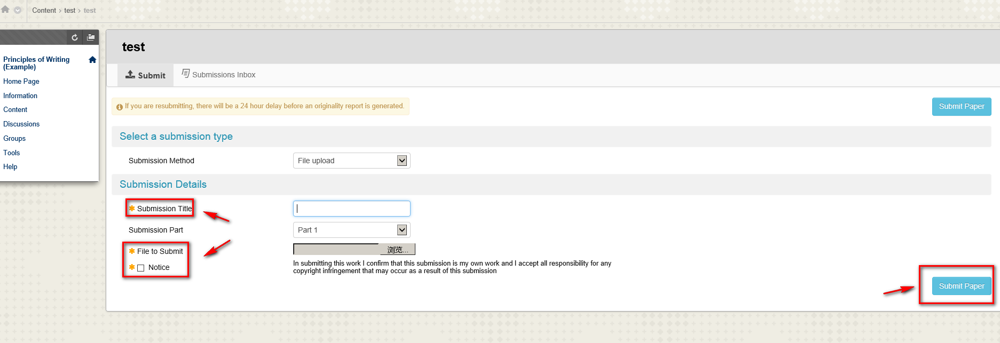 Content › test › test
Principles of Writing
(Example)
Home Page
Information
Content
Discussions
Groups
Tools
Help
test
Submit
Submissions Inbox
If you are resubmitting, there will be a 24 hour delay before an originality report is generated.
Submit Paper
Select a submission type
Submission Method
File upload
Submission Details
✱ Submission Title
Submission Part
Part 1
✱ File to Submit
浏览...
✱ Notice
In submitting this work I confirm that this submission is my own work and I accept all responsibility for any
copyright infringement that may occur as a result of this submission
Submit Paper